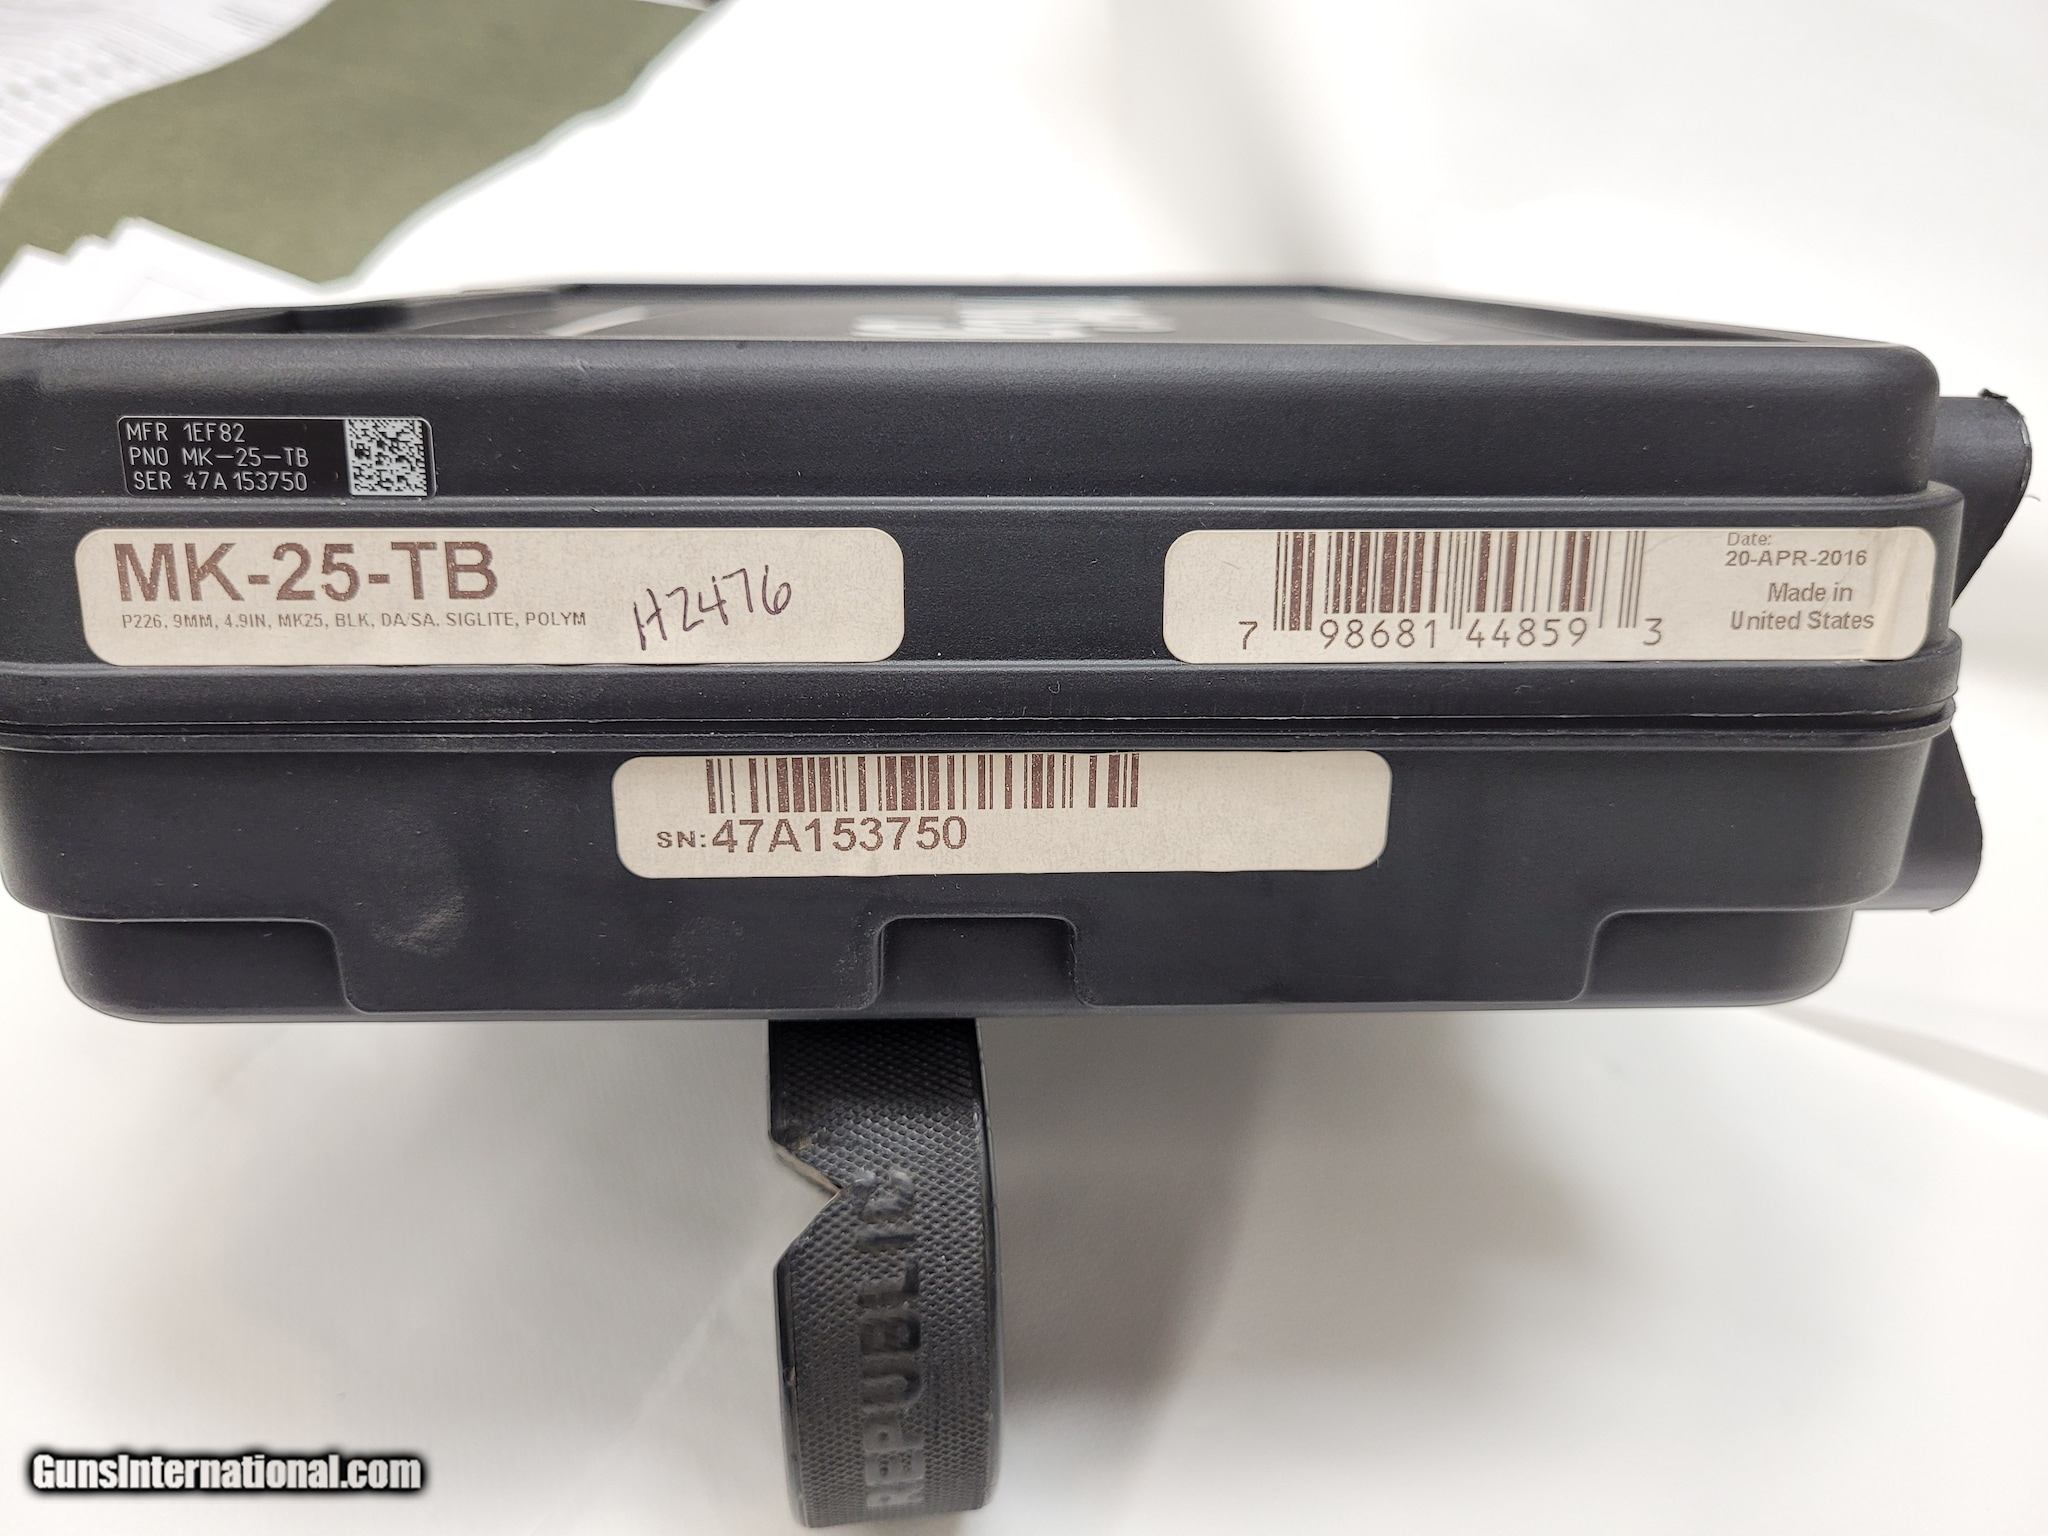 MFR 1EF82
PNO MK-25-TB
SER 47A153750
MK-25-TB
P226, 9MM, 4.9IN, MK25, BLK, DA/SA, SIGLITE, POLYM
H2476
7 98681 44859 3
Date:
20-APR-2016
Made in
United States
SN:47A153750
REPUBLIC
GunsInternational.com